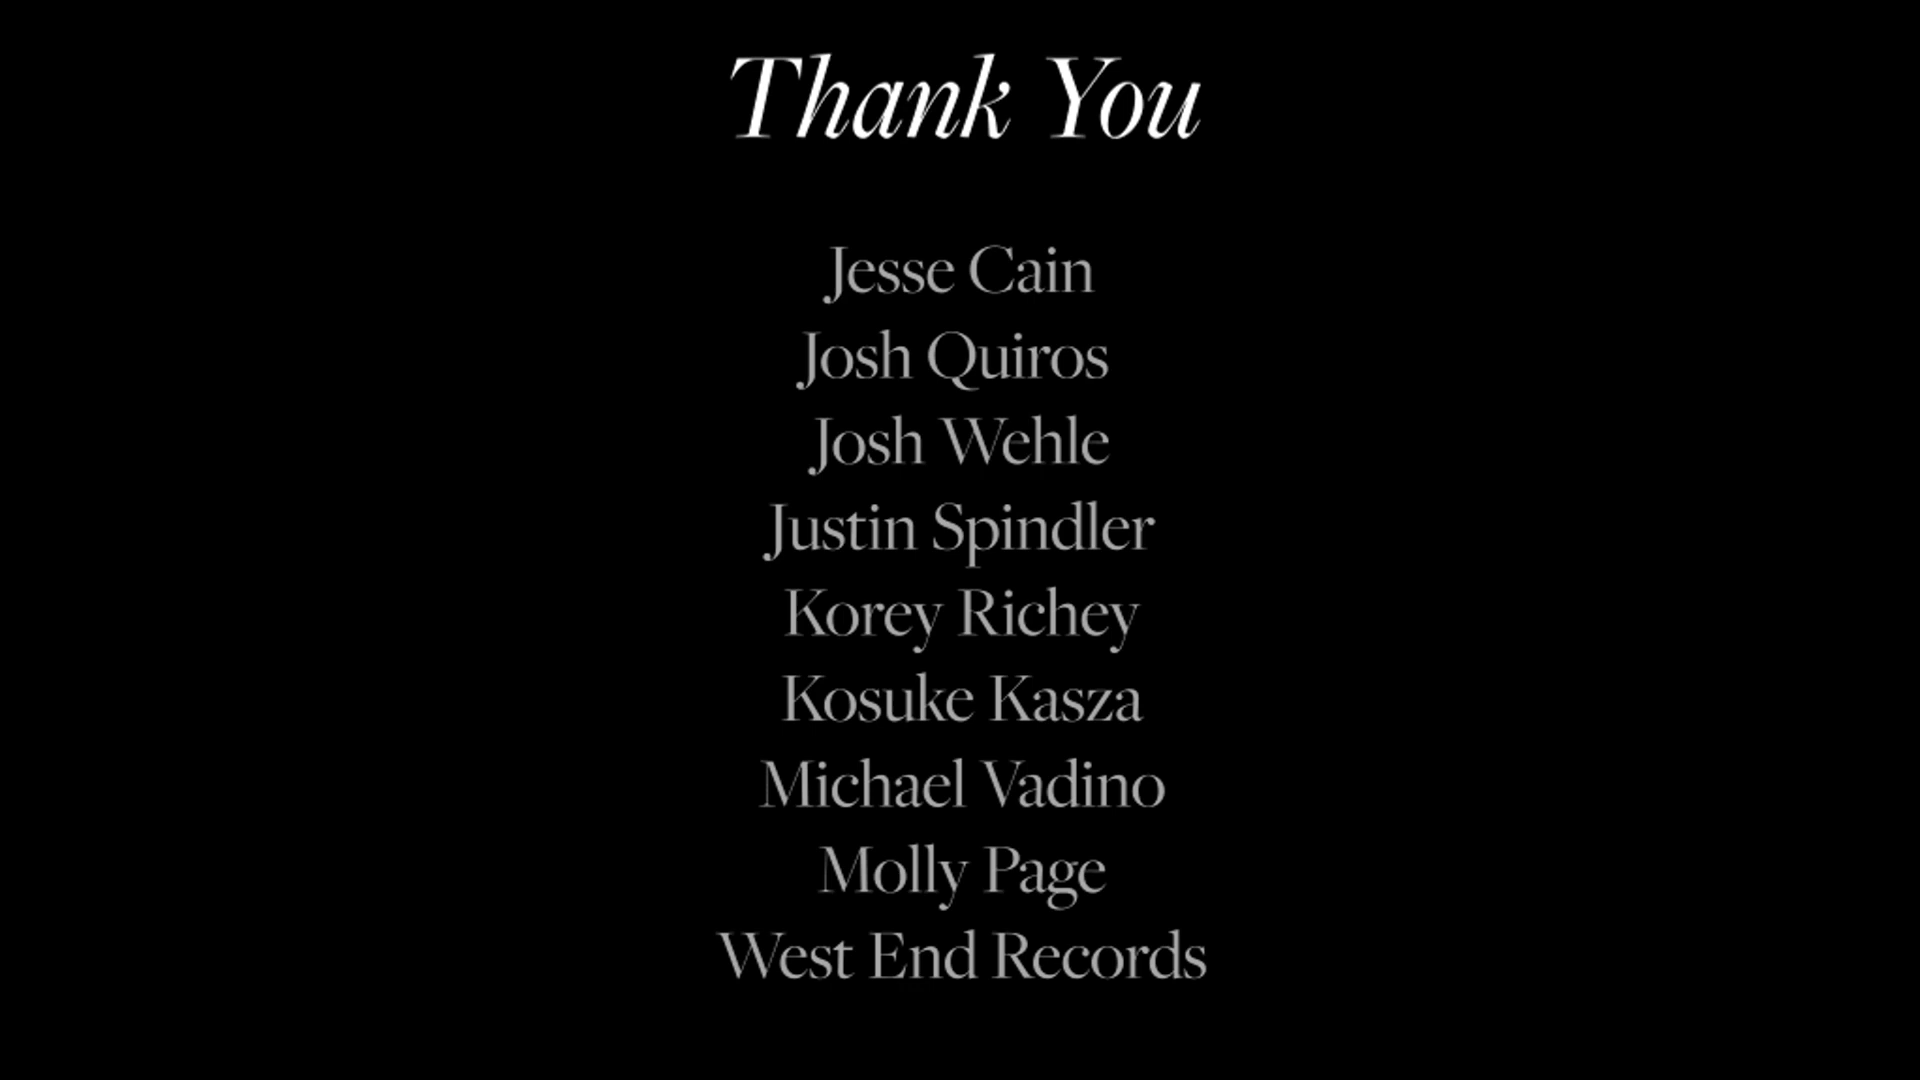 Thank You
Jesse Cain
Josh Quiros
Josh Wehle
Justin Spindler
Korey Richey
Kosuke Kasza
Michael Vadino
Molly Page
West End Records